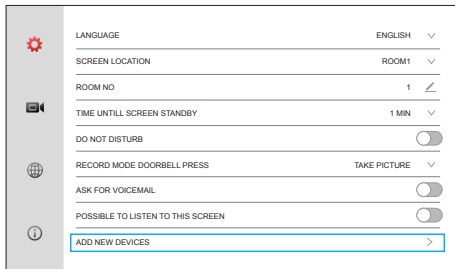 LANGUAGE ENGLISH
SCREEN LOCATION ROOM1
ROOM NO 1
TIME UNTILL SCREEN STANDBY 1 MIN
DO NOT DISTURB
RECORD MODE DOORBELL PRESS TAKE PICTURE
ASK FOR VOICEMAIL
POSSIBLE TO LISTEN TO THIS SCREEN
ADD NEW DEVICES